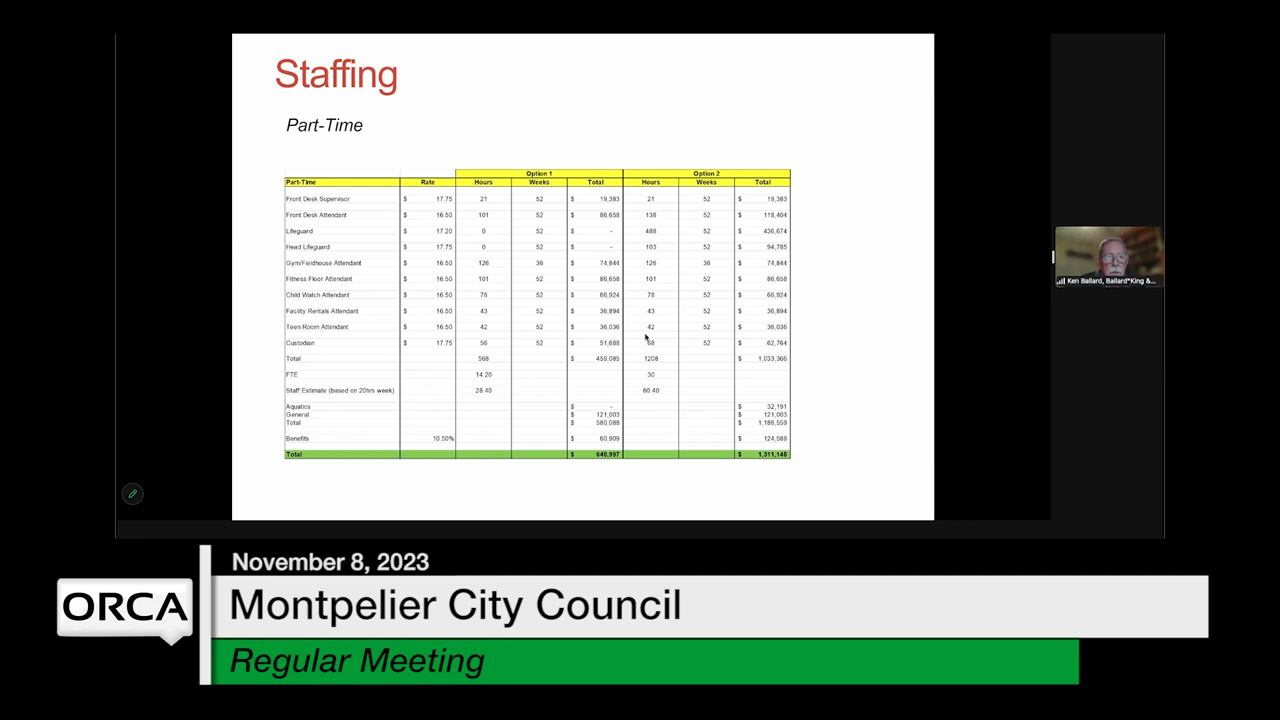 Staffing
Part-Time
Option 1 Option 2
Part-Time Rate Hours Weeks Total Hours Weeks Total
Front Desk Supervisor $ 17.75 21 52 $ 19,383 21 52 $ 19,383
Front Desk Attendant $ 16.50 101 52 $ 86,658 138 52 $ 118,404
Lifeguard $ 17.20 0 52 $ - 488 52 $ 436,674
Head Lifeguard $ 17.75 0 52 $ - 103 52 $ 94,785
Gym/Fieldhouse Attendant $ 16.50 126 36 $ 74,844 126 36 $ 74,844
Fitness Floor Attendant $ 16.50 101 52 $ 86,658 101 52 $ 86,658
Child Watch Attendant $ 16.50 78 52 $ 66,924 78 52 $ 66,924
Facility Rentals Attendant $ 16.50 43 52 $ 36,894 43 52 $ 36,894
Teen Room Attendant $ 16.50 42 52 $ 36,036 42 52 $ 36,036
Custodian $ 17.75 56 52 $ 51,688 68 52 $ 62,764
Total 568 $ 459,085 1208 $ 1,033,366
FTE 14.20 30
Staff Estimate (based on 20hrs week) 28.40 60.40
Aquatics $ - $ 32,191
General $ 121,003 $ 121,003
Total $ 580,088 $ 1,186,559
Benefits 10.50% $ 60,909 $ 124,589
Total $ 640,997 $ 1,311,148
Ken Ballard, Ballard*King &...
November 8, 2023
ORCA
Montpelier City Council
Regular Meeting